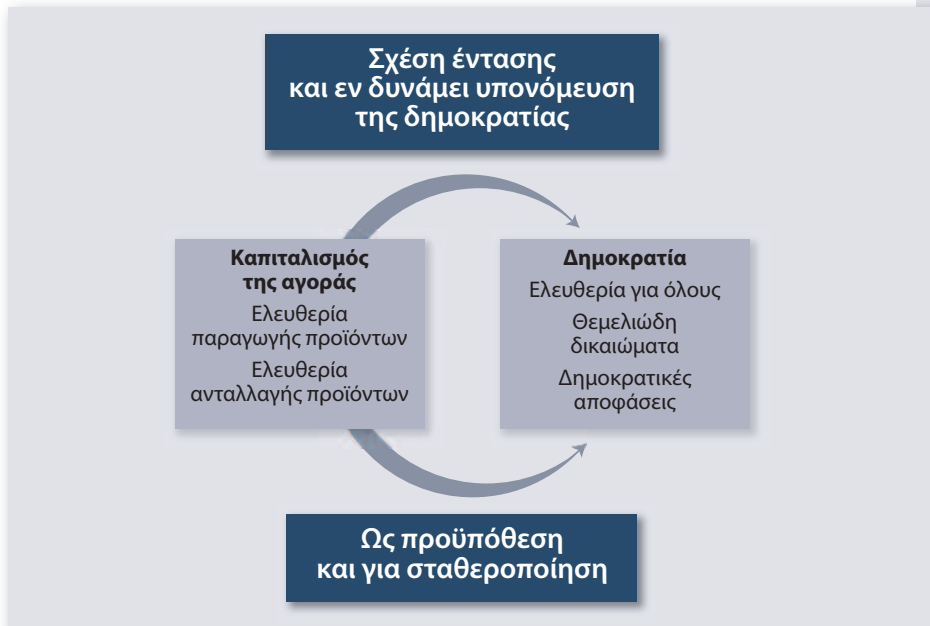 Σχέση έντασης
και εν δυνάμει υπονόμευση
της δημοκρατίας
Καπιταλισμός
της αγοράς
Ελευθερία
παραγωγής προϊόντων
Ελευθερία
ανταλλαγής προϊόντων
Δημοκρατία
Ελευθερία για όλους
Θεμελιώδη
δικαιώματα
Δημοκρατικές
αποφάσεις
Ως προϋπόθεση
και για σταθεροποίηση